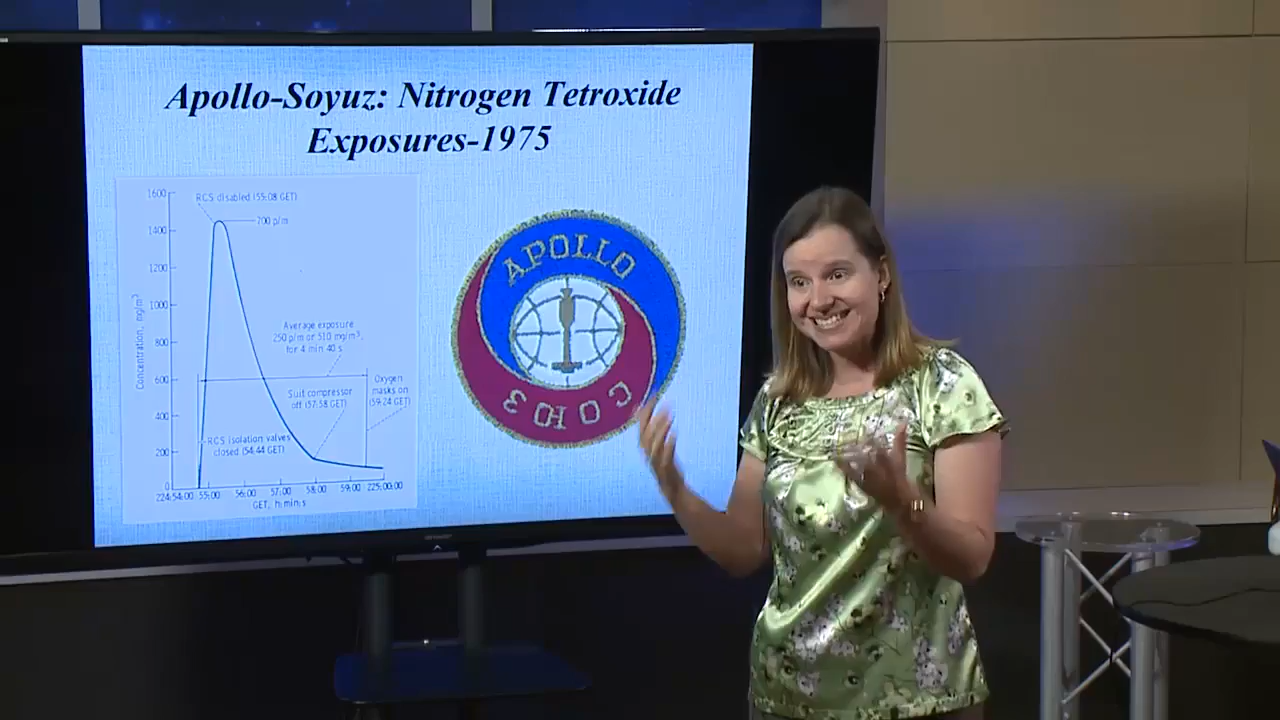 Apollo-Soyuz: Nitrogen Tetroxide
Exposures-1975
1600
1400
1200
1000
800
600
400
200
0
Concentration, mg/m³
RCS disabled (55:08 GET)
700 p/m
Average exposure
250 p/m or 510 mg/m³,
for 4 min 40 s
Suit compressor
off (57:58 GET)
Oxygen
masks on
(59:24 GET)
RCS isolation valves
closed (54:44 GET)
224:54:00 55:00 56:00 57:00 58:00 59:00 225:00:00
GET, h:min:s
APOLLO
СОЮЗ
SHARP